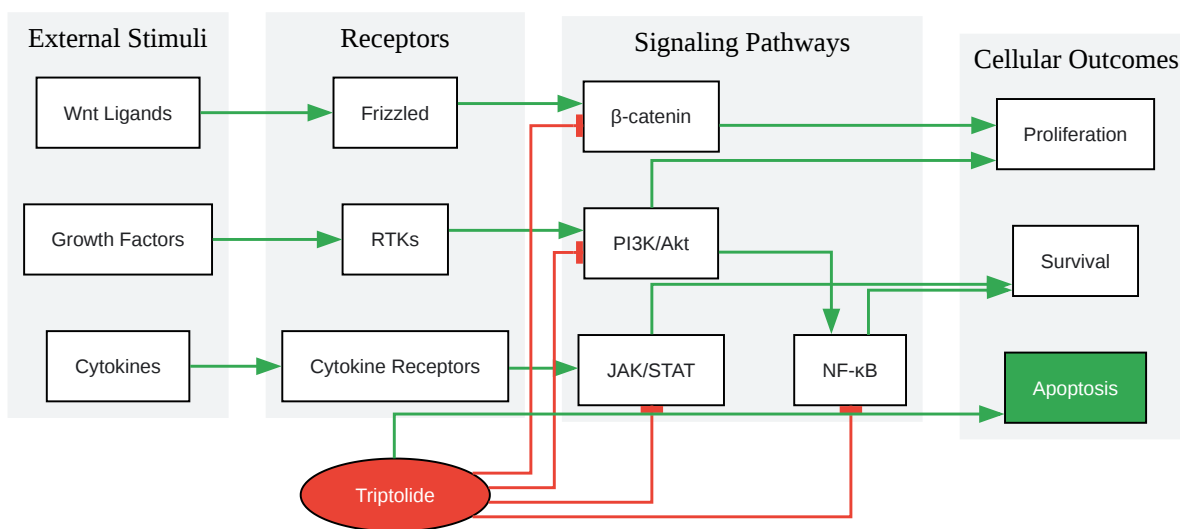 External Stimuli
Receptors
Signaling Pathways
Cellular Outcomes
Wnt Ligands
Frizzled
β-catenin
Proliferation
Growth Factors
RTKs
PI3K/Akt
Survival
Cytokines
Cytokine Receptors
JAK/STAT
NF-κB
Apoptosis
Triptolide